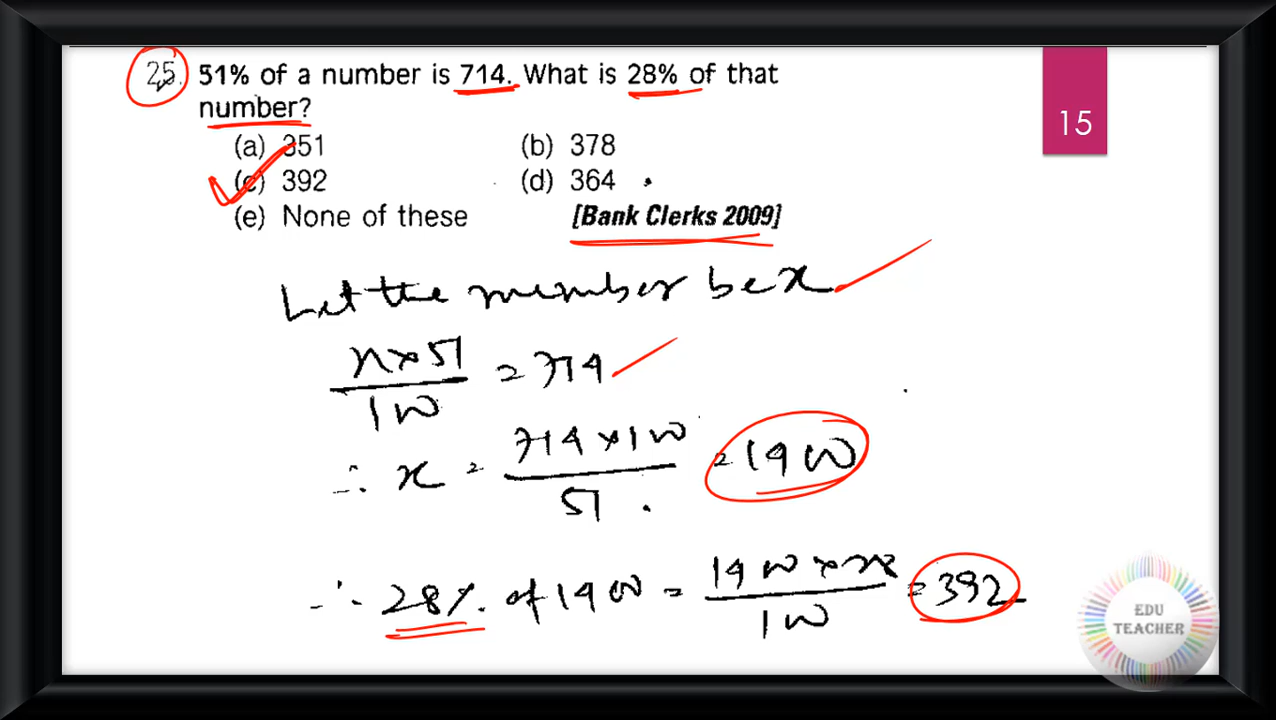 25. 51% of a number is 714. What is 28% of that
number?
15
(a) 351 (b) 378
(c) 392 (d) 364
(e) None of these [Bank Clerks 2009]
Let the number be x
x × 51 / 100 = 714
∴ x = 714 × 100 / 51 = 1400
∴ 28% of 1400 = 1400 × 28 / 100 = 392
EDU
TEACHER